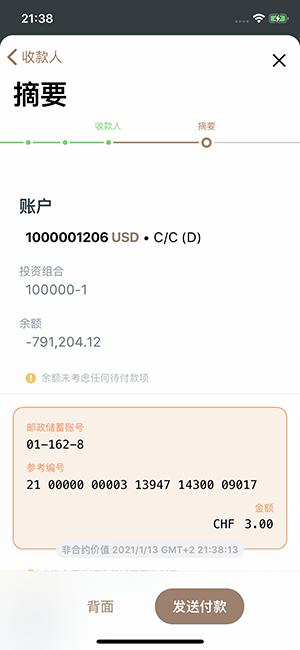 21:38
收款人
摘要
收款人 摘要
账户
1000001206 USD • C/C (D)
投资组合
100000-1
余额
-791,204.12
余额未考虑任何待付款项
邮政储蓄账号
01-162-8
参考编号
21 00000 00003 13947 14300 09017
金额
CHF 3.00
非合约价值 2021/1/13 GMT+2 21:38:13
背面 发送付款